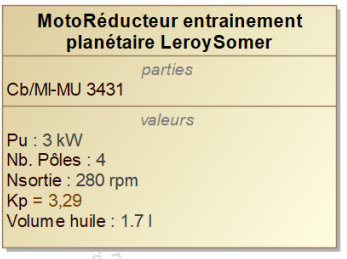 MotoRéducteur entrainement
planétaire LeroySomer
parties
Cb/MI-MU 3431
valeurs
Pu : 3 kW
Nb. Pôles : 4
Nsortie : 280 rpm
Kp = 3,29
Volume huile : 1.7 l